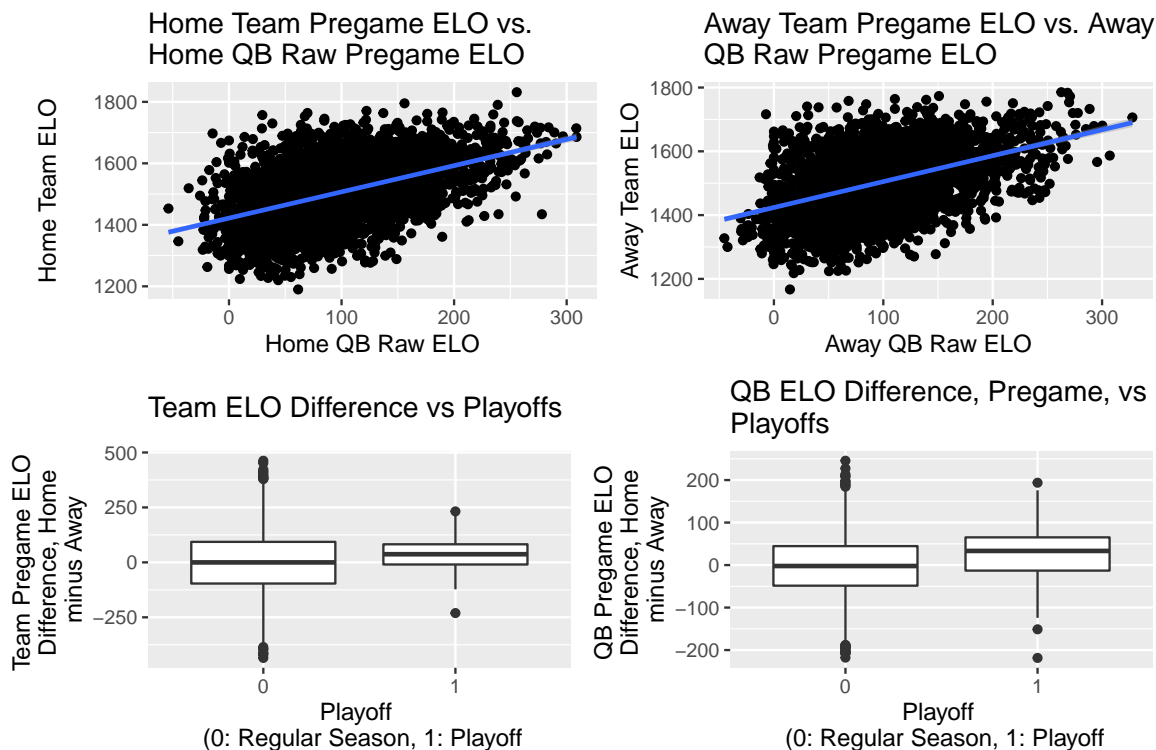 Home Team Pregame ELO vs.
Home QB Raw Pregame ELO
Home Team ELO
1800
1600
1400
1200
0
100
200
300
Home QB Raw ELO
Away Team Pregame ELO vs. Away
QB Raw Pregame ELO
Away Team ELO
1800
1600
1400
1200
0
100
200
300
Away QB Raw ELO
Team ELO Difference vs Playoffs
Team Pregame ELO
Difference, Home
minus Away
500
250
0
−250
0
1
Playoff
(0: Regular Season, 1: Playoff
QB ELO Difference, Pregame, vs
Playoffs
QB Pregame ELO
Difference, Home
minus Away
200
100
0
−100
−200
0
1
Playoff
(0: Regular Season, 1: Playoff